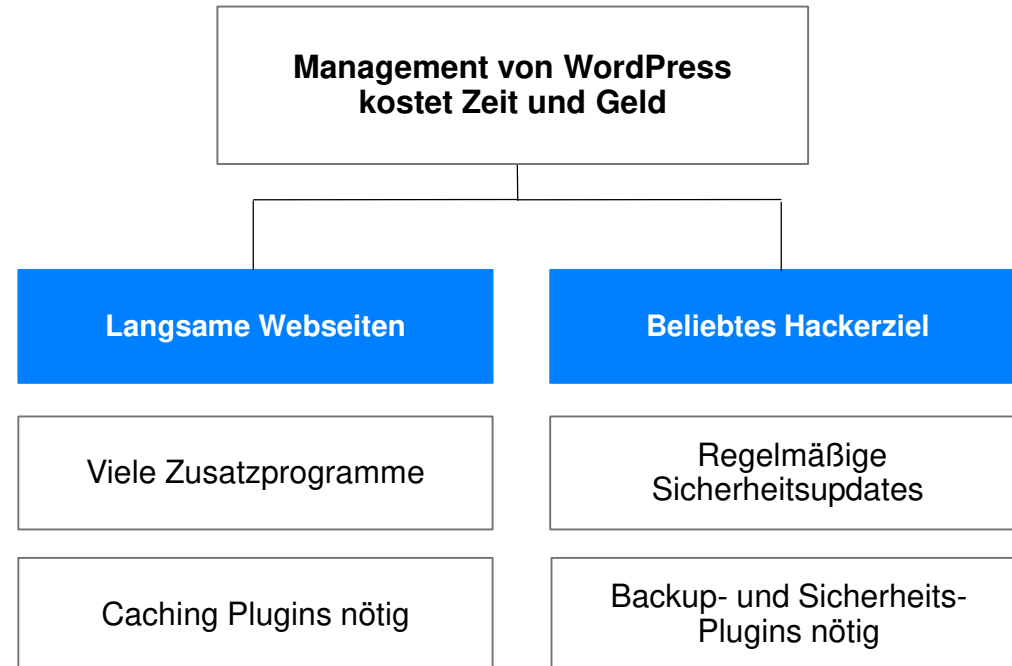 Management von WordPress
kostet Zeit und Geld
Langsame Webseiten
Beliebtes Hackerziel
Viele Zusatzprogramme
Regelmäßige
Sicherheitsupdates
Caching Plugins nötig
Backup- und Sicherheits-
Plugins nötig